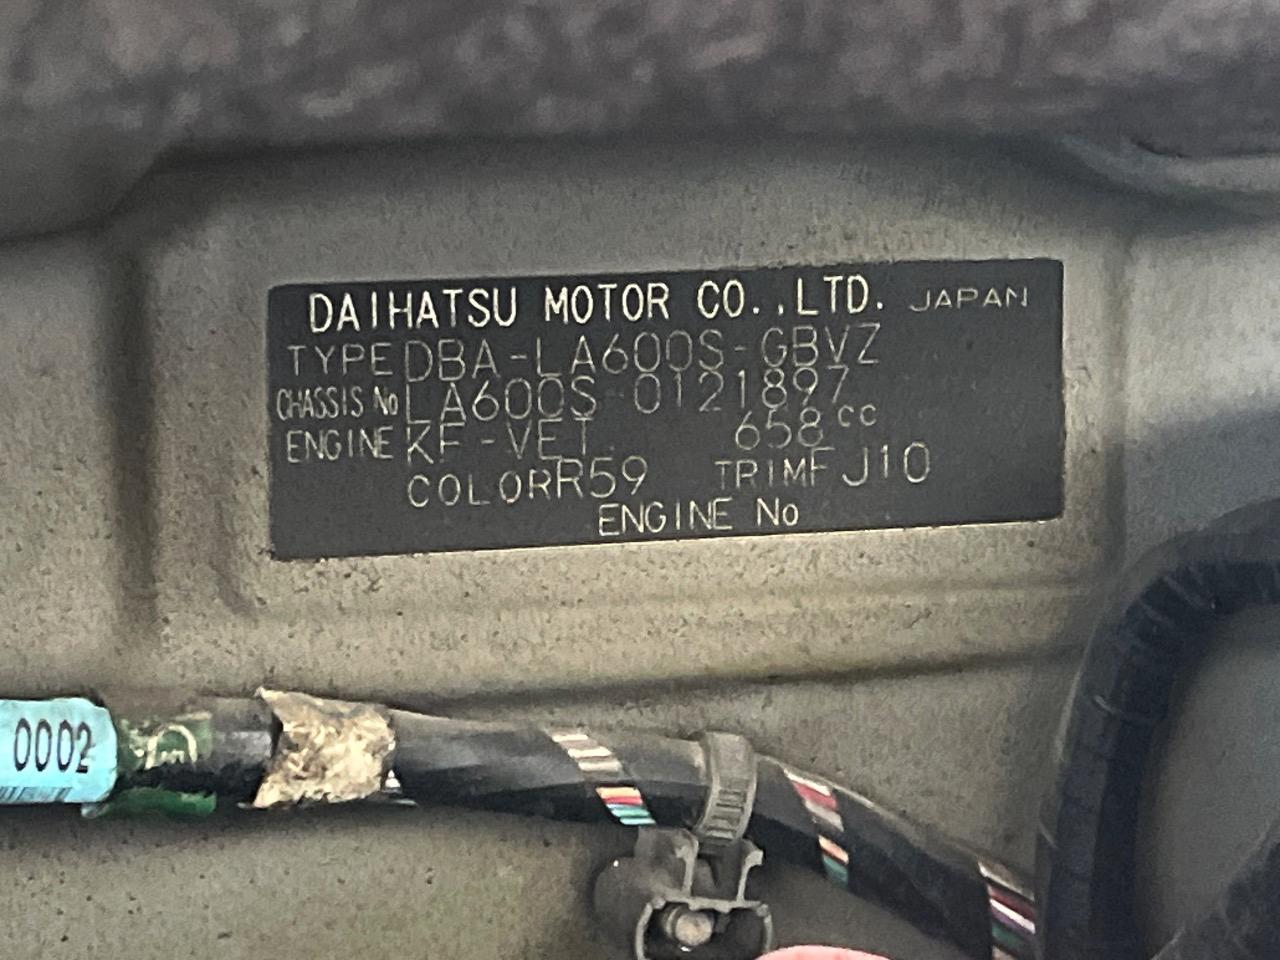 DAIHATSU MOTOR CO.,LTD. JAPAN
TYPE DBA-LA600S-GBVZ
CHASSIS No LA600S-0121897
ENGINE KF-VET 658cc
COLOR R59 TRIM FJ10
ENGINE No
0002